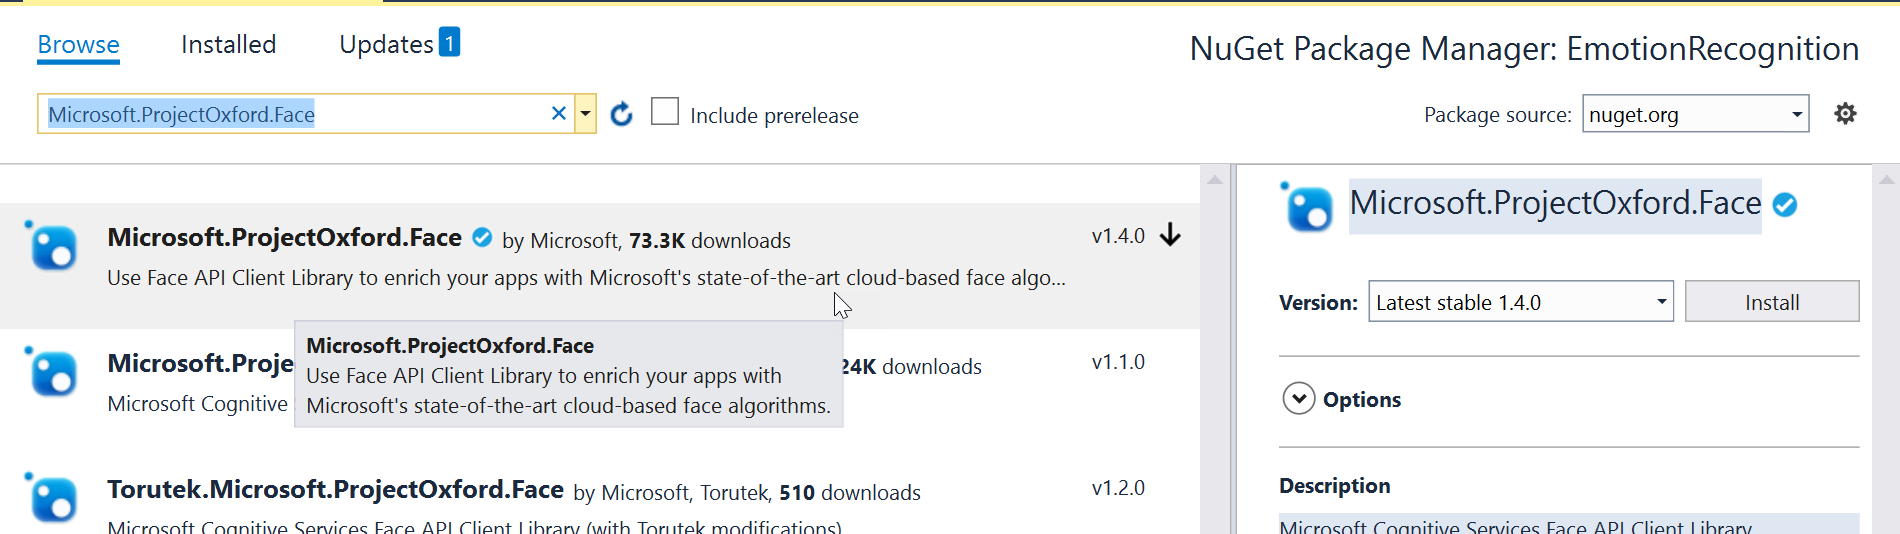 Browse Installed Updates 1
NuGet Package Manager: EmotionRecognition
Microsoft.ProjectOxford.Face
Include prerelease
Package source: nuget.org
Microsoft.ProjectOxford.Face by Microsoft, 73.3K downloads v1.4.0
Use Face API Client Library to enrich your apps with Microsoft's state-of-the-art cloud-based face algo...
Microsoft.ProjectOxford.Face
Use Face API Client Library to enrich your apps with
Microsoft's state-of-the-art cloud-based face algorithms.
24K downloads v1.1.0
Microsoft Cognitive
Torutek.Microsoft.ProjectOxford.Face by Microsoft, Torutek, 510 downloads v1.2.0
Microsoft Cognitive Services Face API Client Library (with Torutek modifications)
Microsoft.ProjectOxford.Face
Version: Latest stable 1.4.0 Install
Options
Description
Microsoft Cognitive Services Face API Client Library